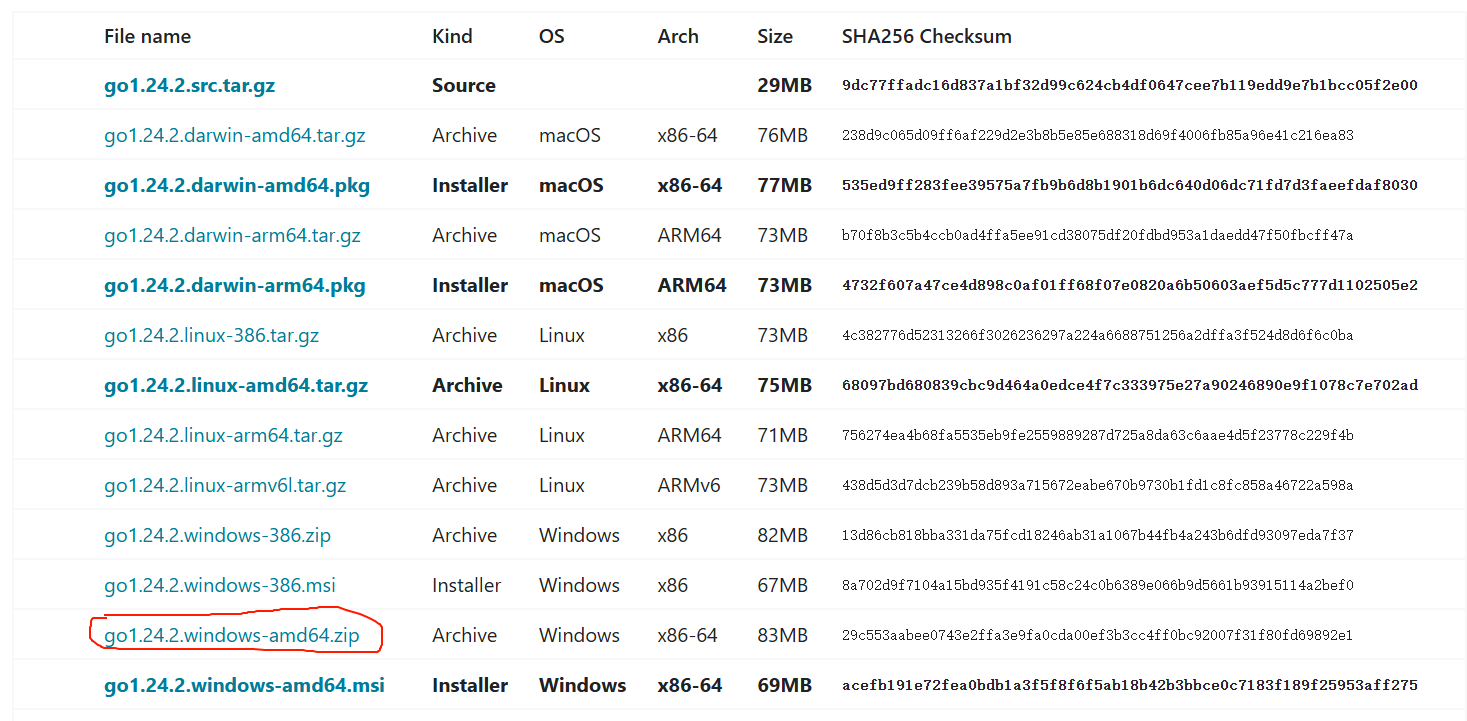 File name Kind OS Arch Size SHA256 Checksum
go1.24.2.src.tar.gz Source 29MB 9dc77ffadc16d837a1bf32d99c624cb4df0647cee7b119edd9e7b1bcc05f2e00
go1.24.2.darwin-amd64.tar.gz Archive macOS x86-64 76MB 238d9c065d09ff6af229d2e3b8b5e85e688318d69f4006fb85a96e41c216ea83
go1.24.2.darwin-amd64.pkg Installer macOS x86-64 77MB 535ed9ff283fee39575a7fb9b6d8b1901b6dc640d06dc71fd7d3faeefdaf8030
go1.24.2.darwin-arm64.tar.gz Archive macOS ARM64 73MB b70f8b3c5b4ccb0ad4ffa5ee91cd38075df20fdbd953a1daedd47f50fbcff47a
go1.24.2.darwin-arm64.pkg Installer macOS ARM64 73MB 4732f607a47ce4d898c0af01ff68f07e0820a6b50603aef5d5c777d1102505e2
go1.24.2.linux-386.tar.gz Archive Linux x86 73MB 4c382776d52313266f3026236297a224a6688751256a2dffa3f524d8d6f6c0ba
go1.24.2.linux-amd64.tar.gz Archive Linux x86-64 75MB 68097bd680839cbc9d464a0edce4f7c333975e27a90246890e9f1078c7e702ad
go1.24.2.linux-arm64.tar.gz Archive Linux ARM64 71MB 756274ea4b68fa5535eb9fe2559889287d725a8da63c6aae4d5f23778c229f4b
go1.24.2.linux-armv6l.tar.gz Archive Linux ARMv6 73MB 438d5d3d7dcb239b58d893a715672eabe670b9730b1fd1c8fc858a46722a598a
go1.24.2.windows-386.zip Archive Windows x86 82MB 13d86cb818bba331da75fcd18246ab31a1067b44fb4a243b6dfd93097eda7f37
go1.24.2.windows-386.msi Installer Windows x86 67MB 8a702d9f7104a15bd935f4191c58c24c0b6389e066b9d5661b93915114a2bef0
go1.24.2.windows-amd64.zip Archive Windows x86-64 83MB 29c553aabee0743e2ffa3e9fa0cda00ef3b3cc4ff0bc92007f31f80fd69892e1
go1.24.2.windows-amd64.msi Installer Windows x86-64 69MB acefb191e72fea0bdb1a3f5f8f6f5ab18b42b3bbce0c7183f189f25953aff275